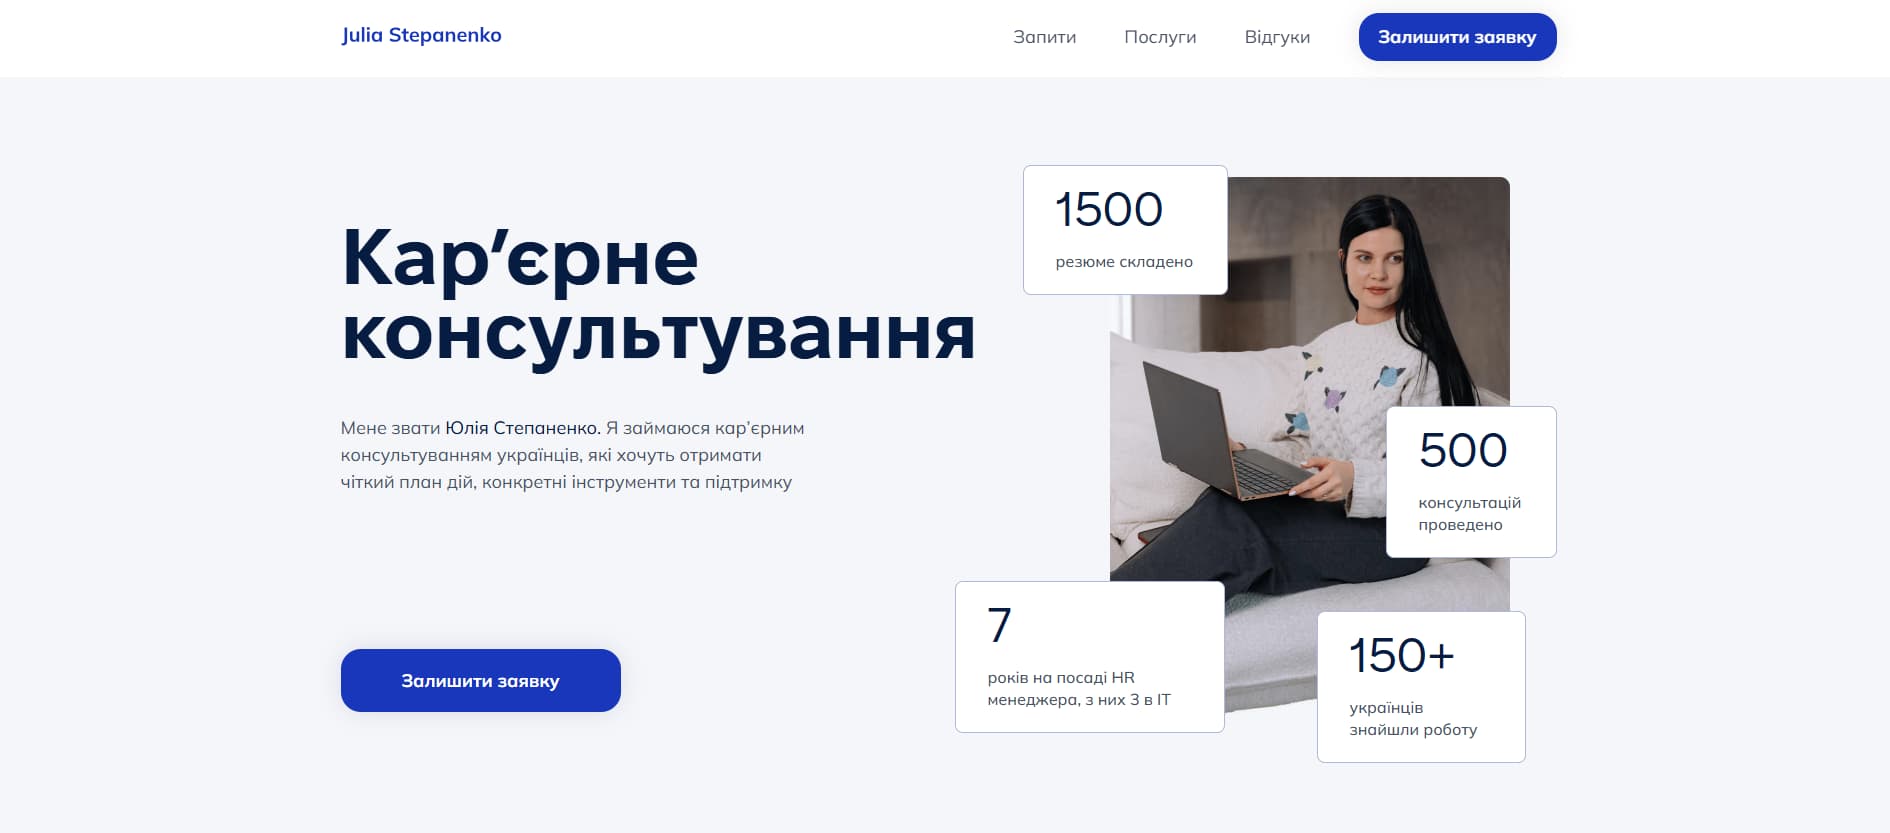 Julia Stepanenko
Запити
Послуги
Відгуки
Залишити заявку
Кар’єрне
консультування
Мене звати Юлія Степаненко. Я займаюся кар’єрним
консультуванням українців, які хочуть отримати
чіткий план дій, конкретні інструменти та підтримку
Залишити заявку
1500
резюме складено
500
консультацій
проведено
7
років на посаді HR
менеджера, з них 3 в ІТ
150+
українців
знайшли роботу